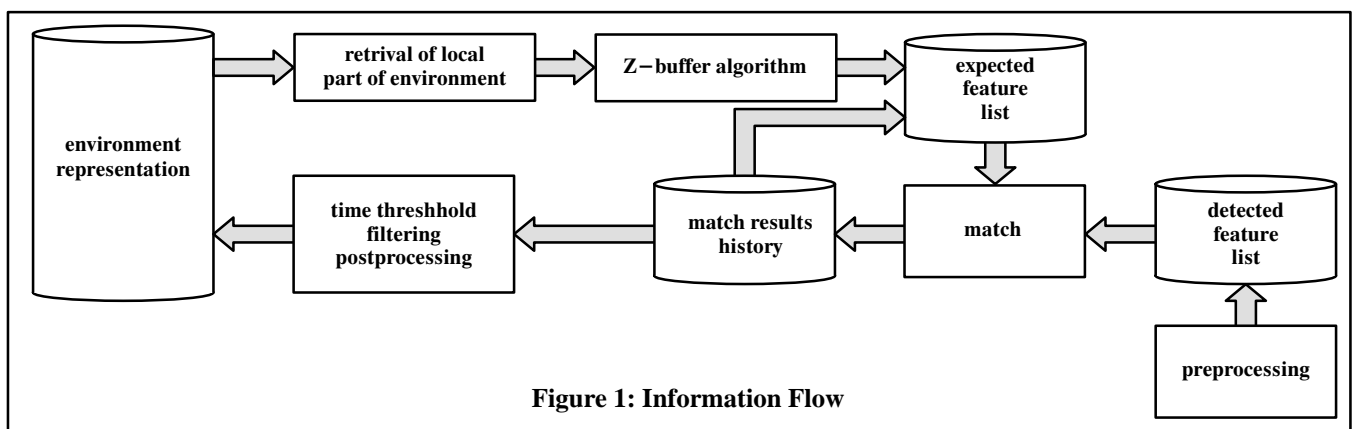 environment
representation
retrival of local
part of environment
Z−buffer algorithm
expected
feature
list
time threshhold
filtering
postprocessing
match results
history
match
detected
feature
list
preprocessing
Figure 1: Information Flow